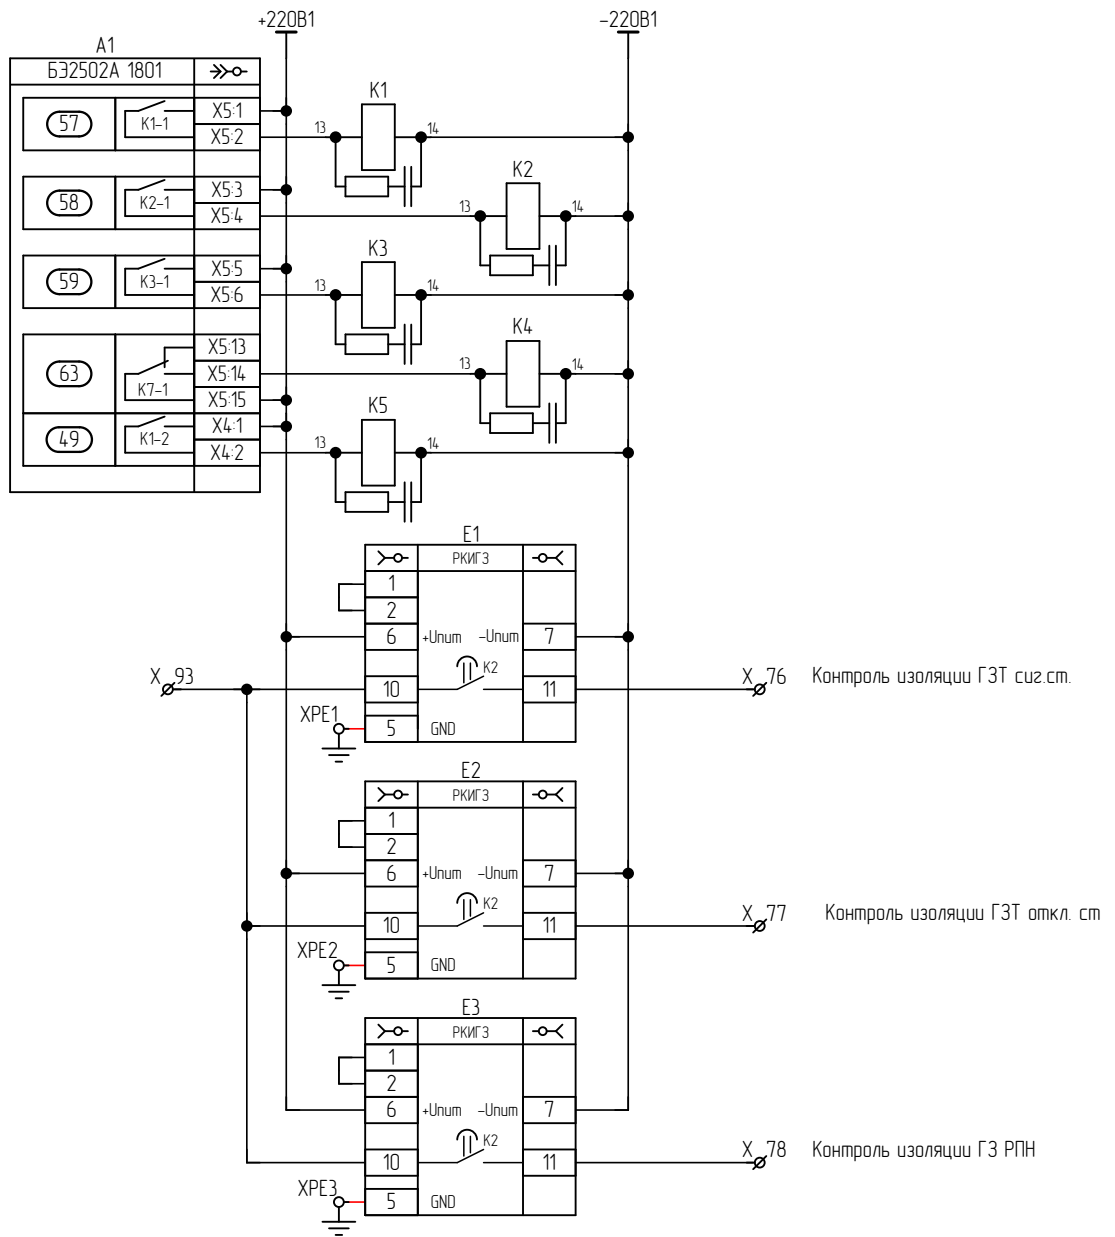 +220В1
–220В1
А1
БЭ2502А 1801
57
К1-1
Х5:1
Х5:2
13
К1
14
58
К2-1
Х5:3
Х5:4
13
К2
14
59
К3-1
Х5:5
Х5:6
13
К3
14
63
К7-1
Х5:13
Х5:14
Х5:15
13
К4
14
49
К1-2
Х4:1
Х4:2
13
К5
14
Е1
РКИГЗ
1
2
6 +Uпит –Uпит 7
Х 93
10 К2 11
Х 76 Контроль изоляции ГЗТ сиг.ст.
ХРЕ1
5 GND
Е2
РКИГЗ
1
2
6 +Uпит –Uпит 7
10 К2 11
Х 77 Контроль изоляции ГЗТ откл. ст
ХРЕ2
5 GND
Е3
РКИГЗ
1
2
6 +Uпит –Uпит 7
10 К2 11
Х 78 Контроль изоляции ГЗ РПН
ХРЕ3
5 GND